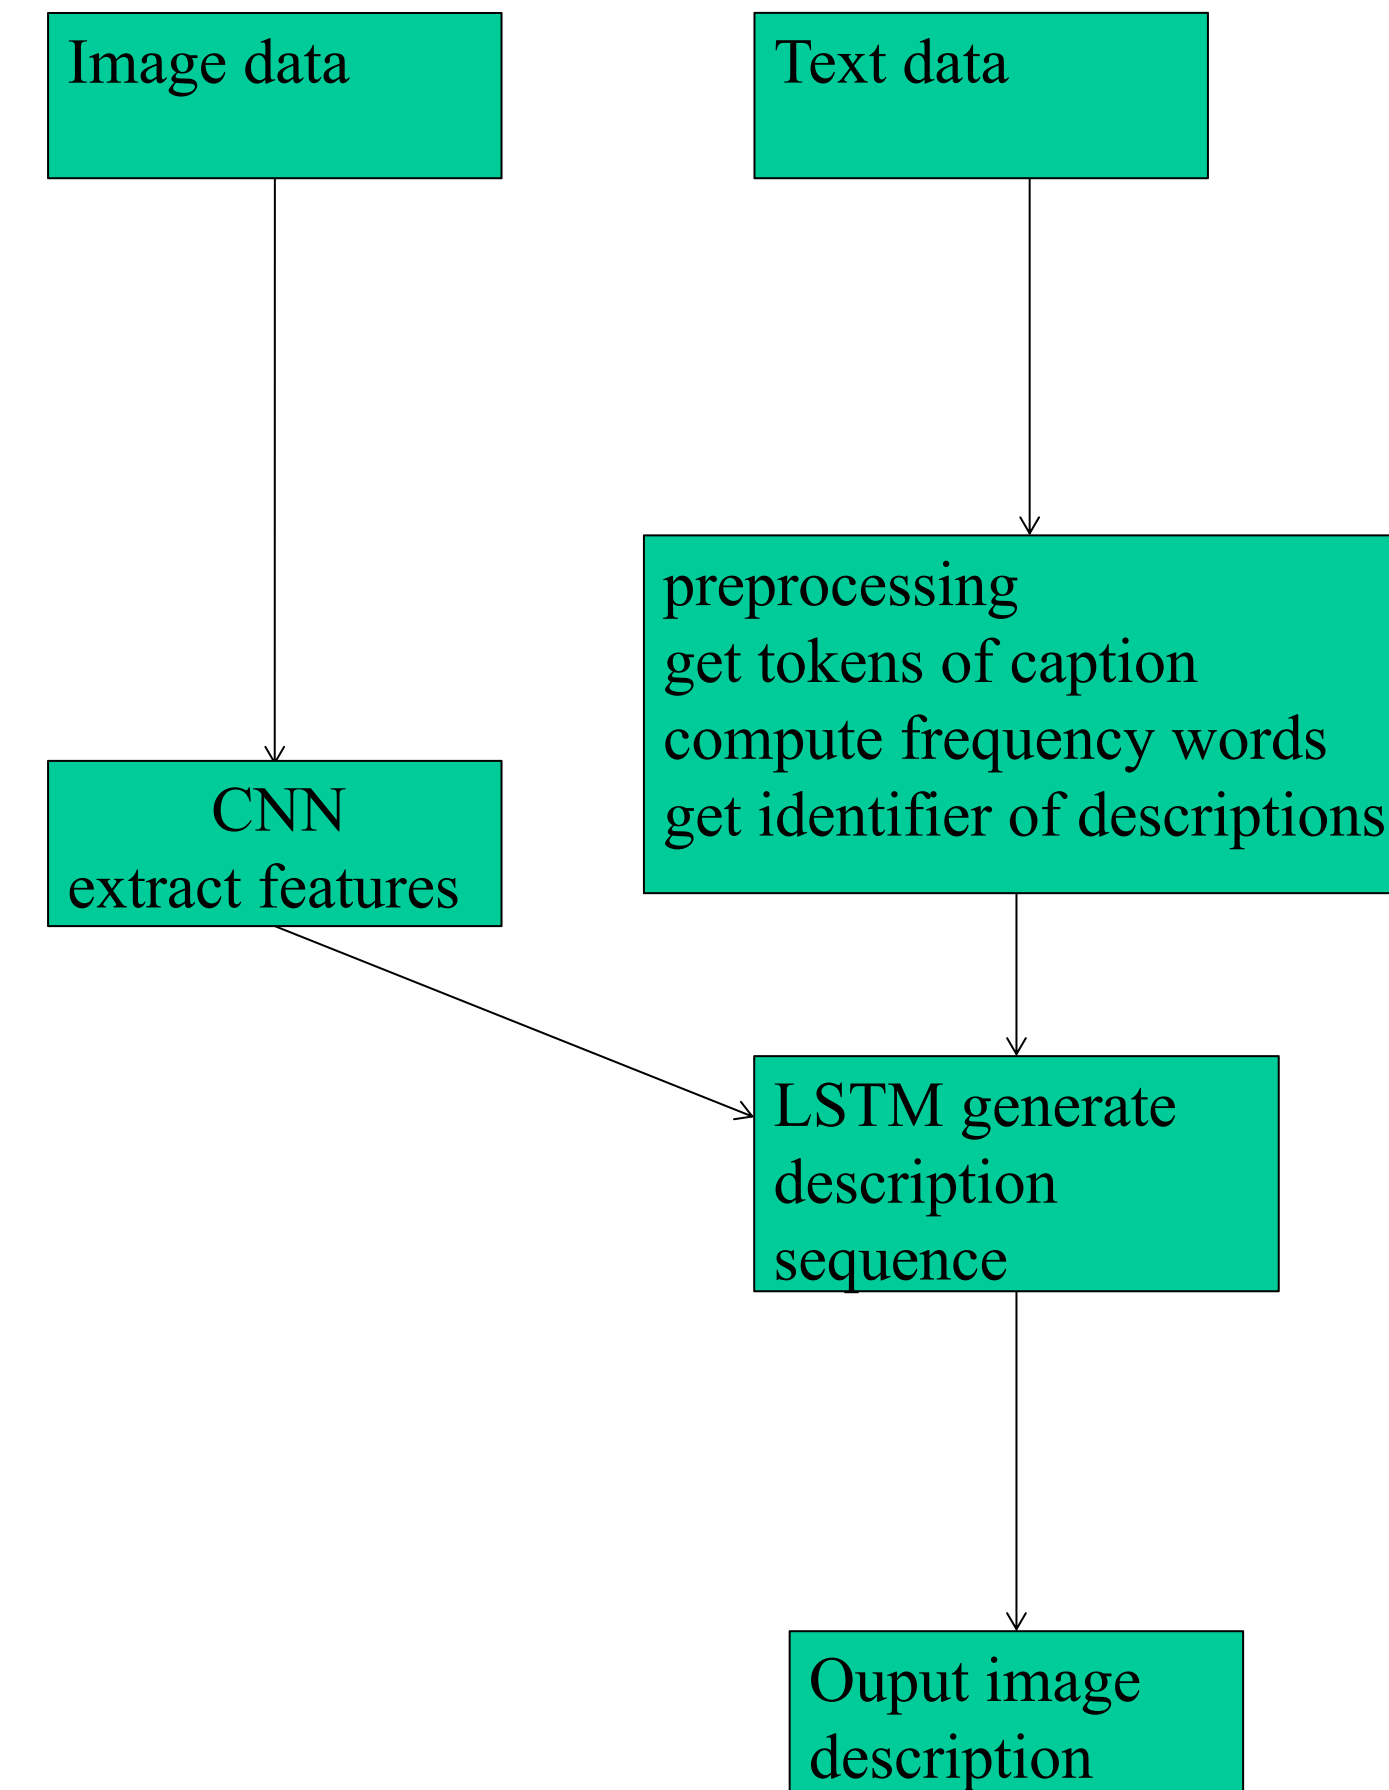 Image data
Text data
preprocessing
get tokens of caption
compute frequency words
get identifier of descriptions
CNN
extract features
LSTM generate
description
sequence
Ouput image
description